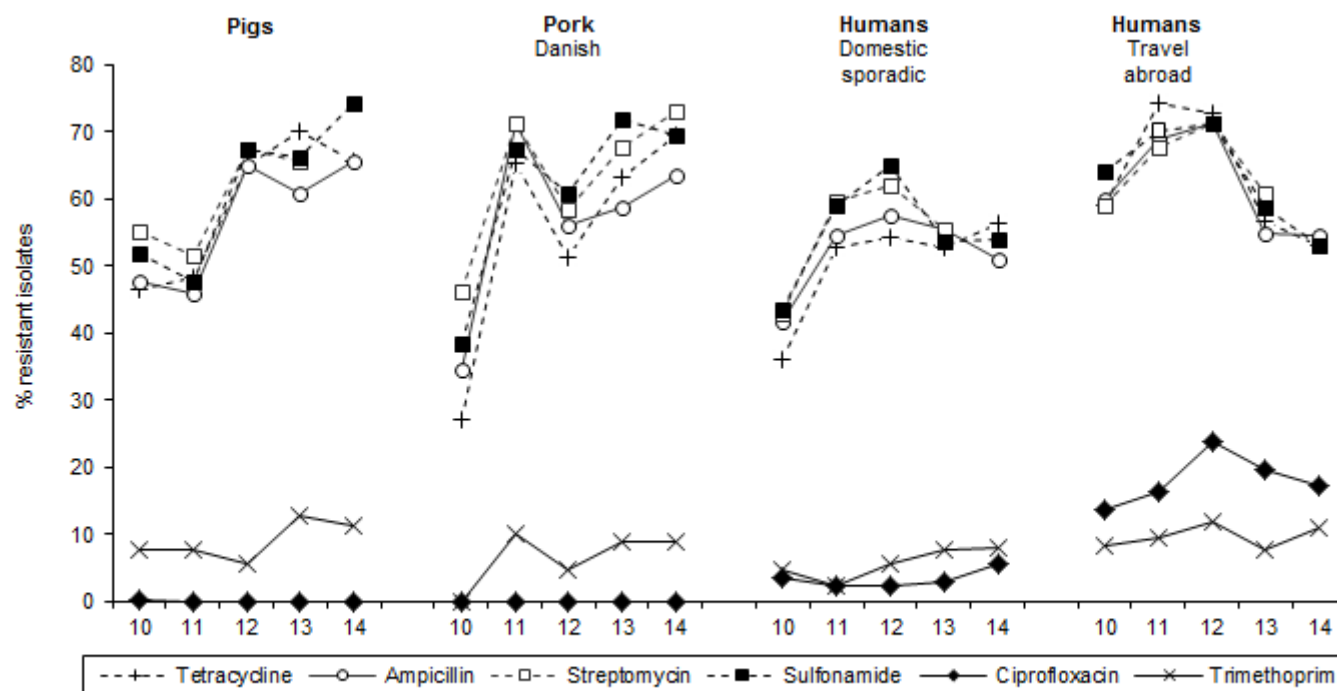 Pigs
Pork
Danish
Humans
Domestic
sporadic
Humans
Travel
abroad
% resistant isolates
80
70
60
50
40
30
20
10
0
10 11 12 13 14 10 11 12 13 14 10 11 12 13 14 10 11 12 13 14
Tetracycline Ampicillin Streptomycin Sulfonamide Ciprofloxacin Trimethoprim